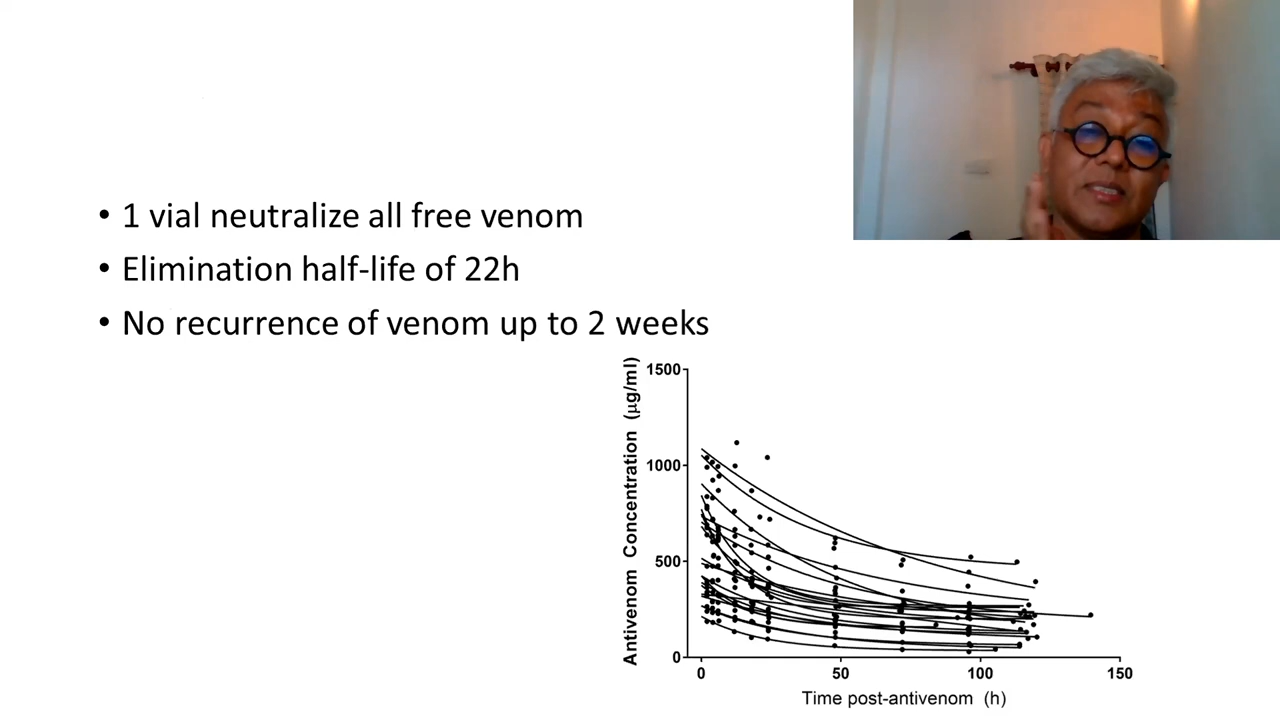 • 1 vial neutralize all free venom
• Elimination half-life of 22h
• No recurrence of venom up to 2 weeks
Antivenom Concentration (µg/ml)
1500
1000
500
0
0 50 100 150
Time post-antivenom (h)